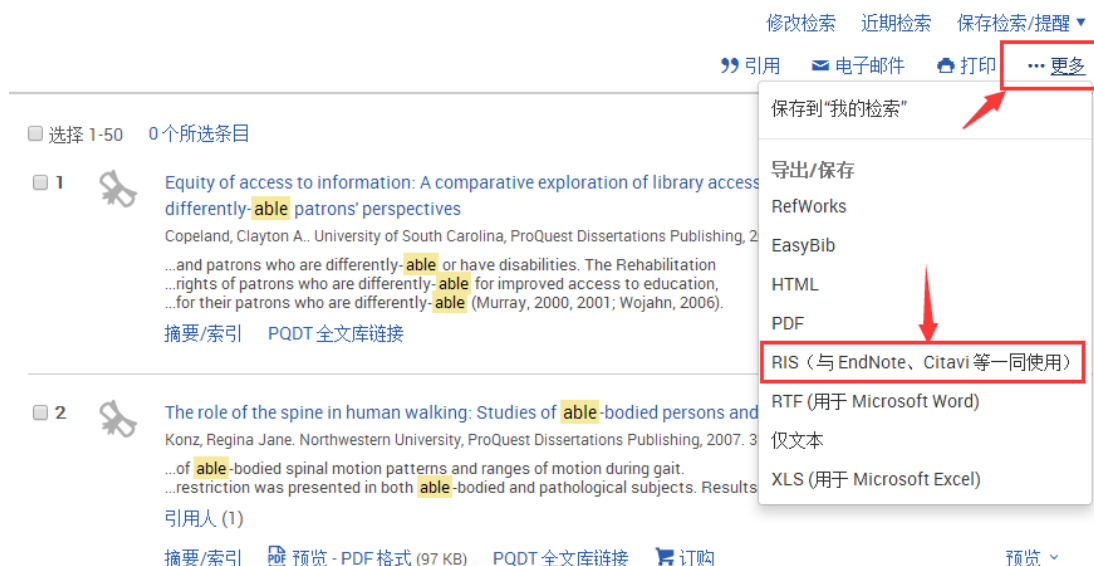 修改检索 近期检索 保存检索/提醒
引用 电子邮件 打印 ... 更多
保存到“我的检索”
选择 1-50 0 个所选条目
导出/保存
RefWorks
EasyBib
HTML
PDF
RIS（与 EndNote、Citavi 等一同使用）
RTF (用于 Microsoft Word)
仅文本
XLS (用于 Microsoft Excel)
1 Equity of access to information: A comparative exploration of library access
differently-able patrons' perspectives
Copeland, Clayton A.. University of South Carolina, ProQuest Dissertations Publishing, 2
...and patrons who are differently-able or have disabilities. The Rehabilitation
...rights of patrons who are differently-able for improved access to education,
...for their patrons who are differently-able (Murray, 2000, 2001; Wojahn, 2006).
摘要/索引 PQDT 全文库链接
2 The role of the spine in human walking: Studies of able-bodied persons and
Konz, Regina Jane. Northwestern University, ProQuest Dissertations Publishing, 2007. 3
...of able-bodied spinal motion patterns and ranges of motion during gait.
...restriction was presented in both able-bodied and pathological subjects. Results
引用人 (1)
摘要/索引 PDF 预览 - PDF 格式 (97 KB) PQDT 全文库链接 订购 预览